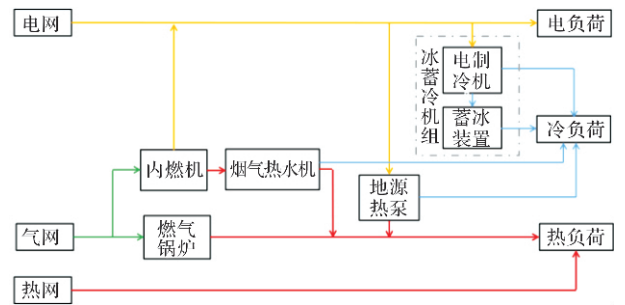 电网
电负荷
冰蓄冷机组
电制
冷机
蓄冰
装置
冷负荷
内燃机
烟气热水机
地源
热泵
气网
燃气
锅炉
热负荷
热网